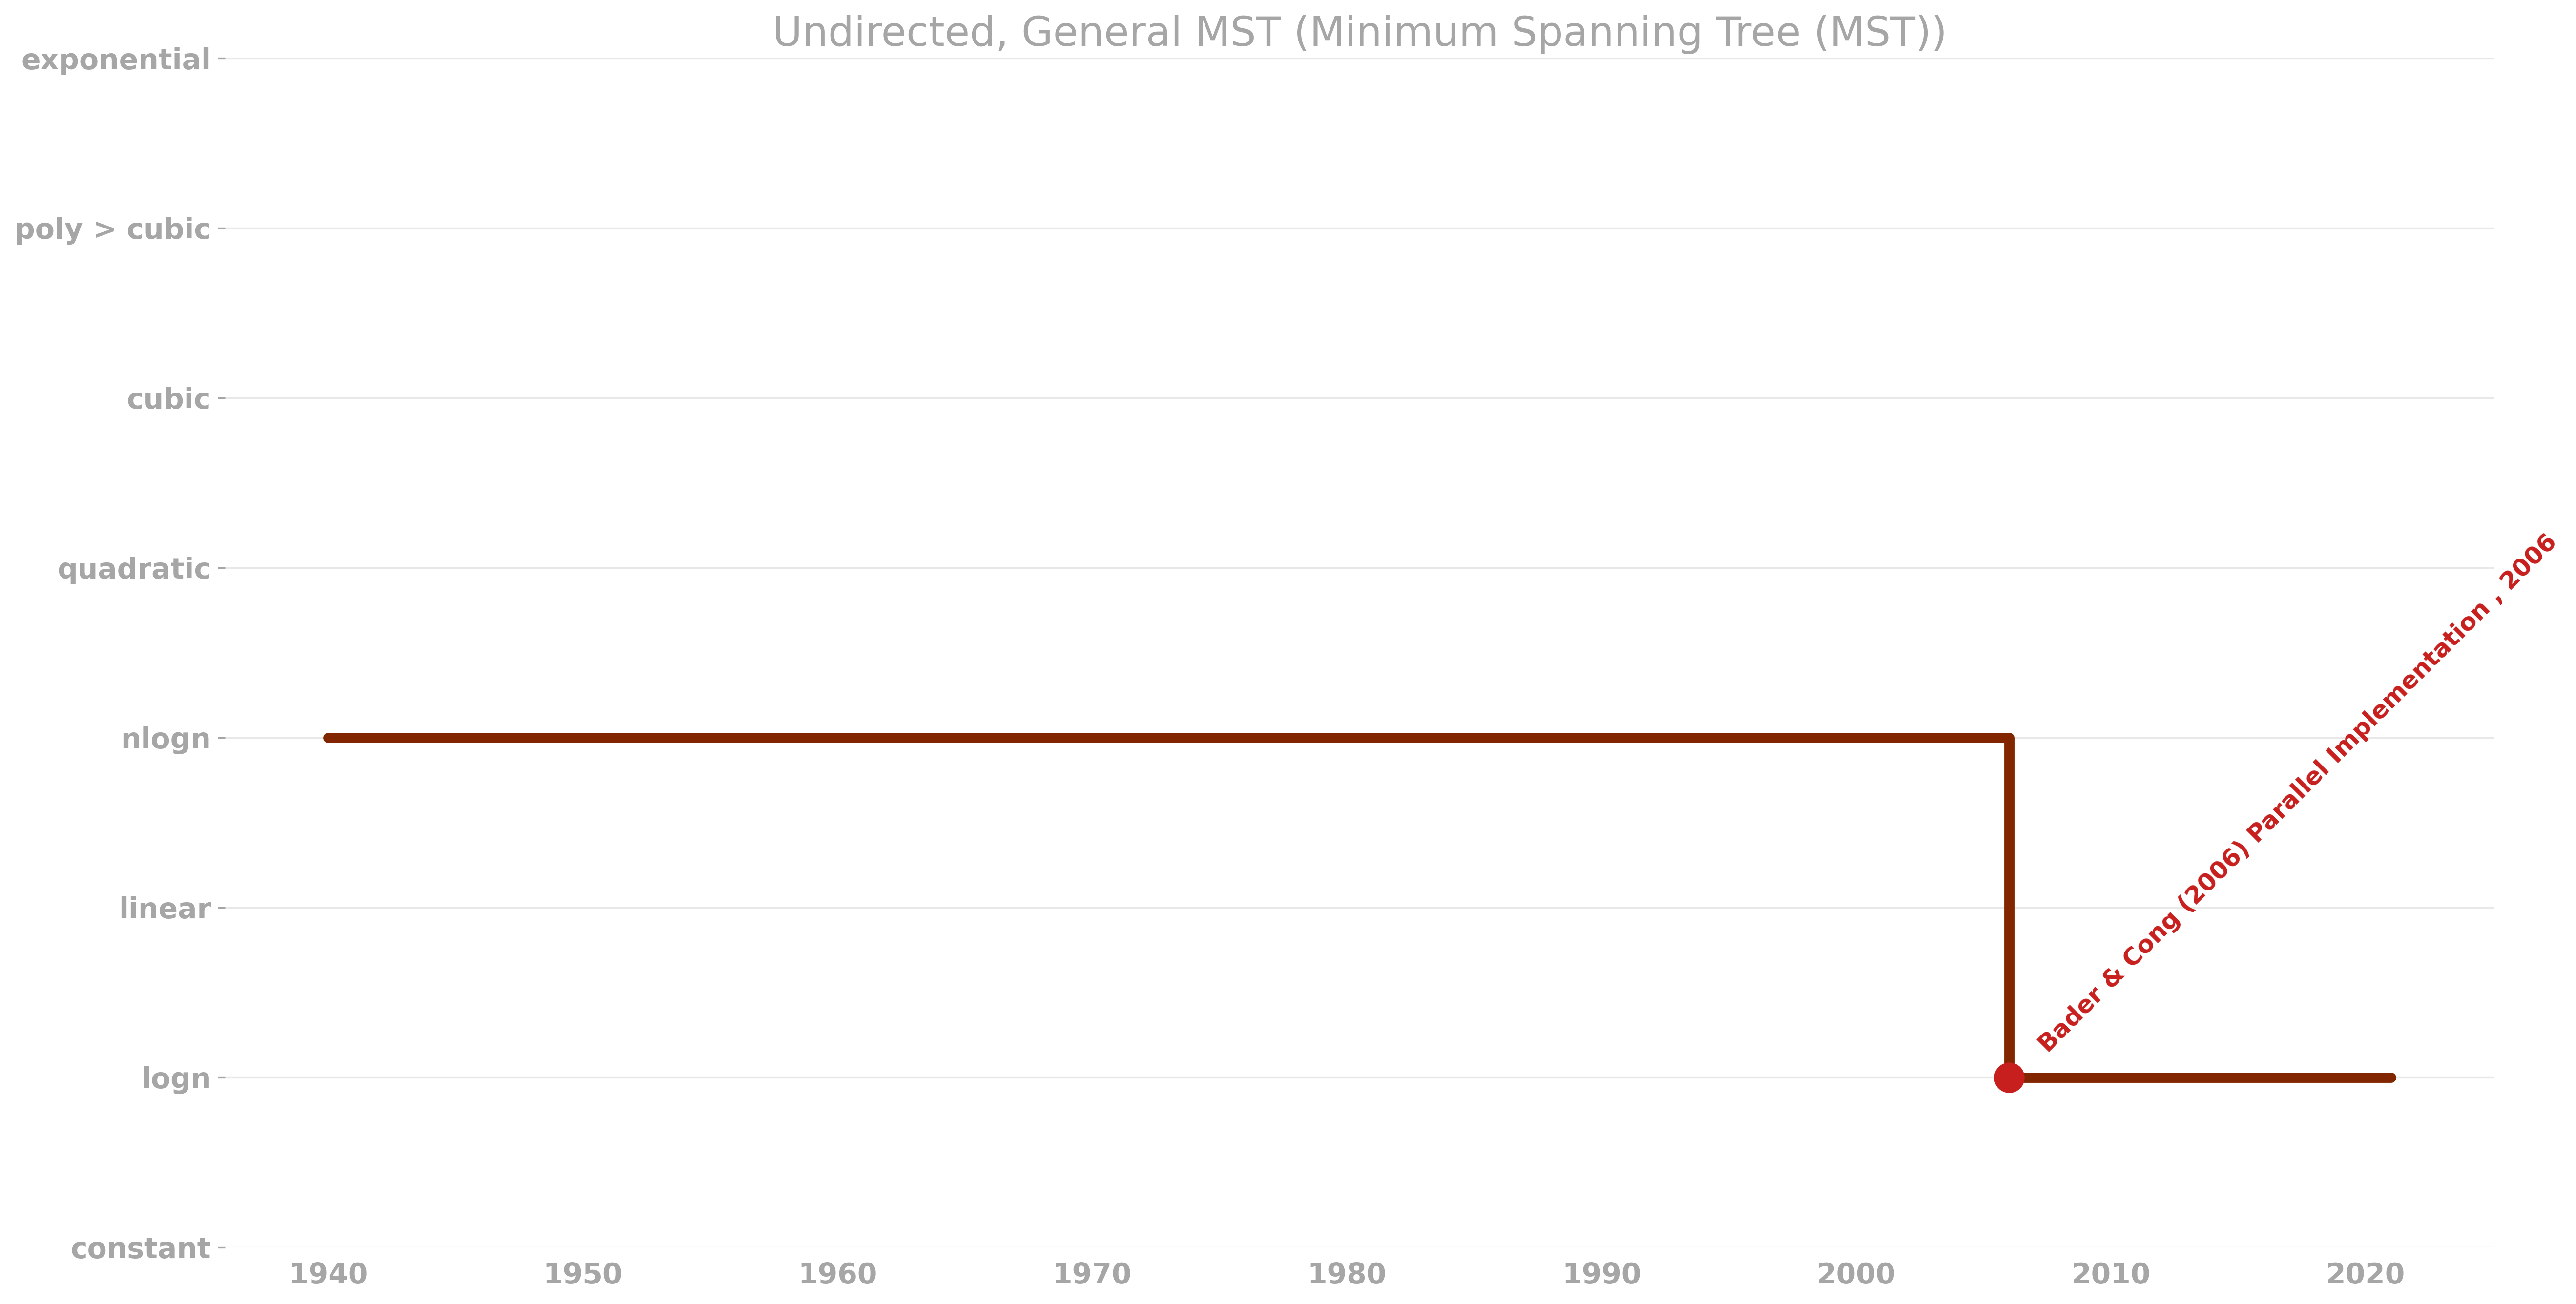 Undirected, General MST (Minimum Spanning Tree (MST))
exponential
poly > cubic
cubic
quadratic
nlogn
linear
logn
constant
Bader & Cong (2006) Parallel Implementation , 2006
1940 1950 1960 1970 1980 1990 2000 2010 2020